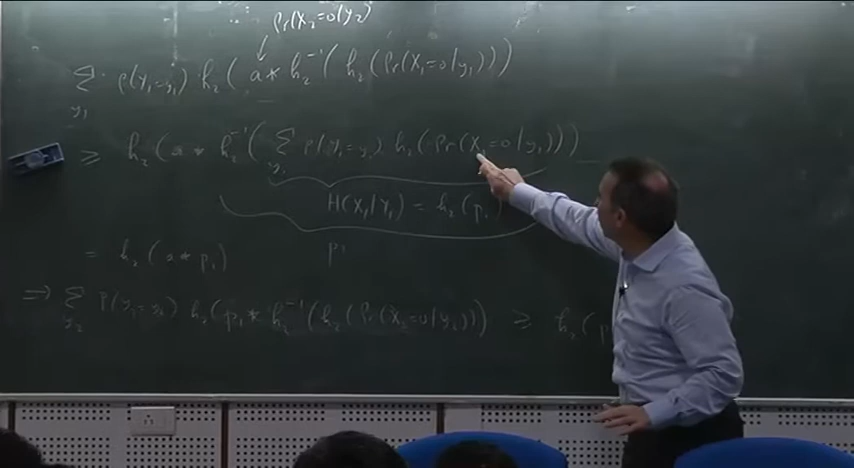 Pr(X₂=0|y₂)
∑_{y₁} p(Y₁=y₁) h₂( a * h₂⁻¹( h₂( Pr(X₁=0|y₁) ) ) )
≥ h₂( a * h₂⁻¹( ∑_{y₁} p(Y₁=y₁) h₂( Pr(X₁=0|y₁) ) ) )
H(X₁|Y₁) = h₂(p₁)
p₁
= h₂(a * p₁)
⇒ ∑_{y₂} p(y₂=y₂) h₂( p₁ * h₂⁻¹( h₂( Pr(X₂=0|y₂) ) ) ) ≥ h₂(p